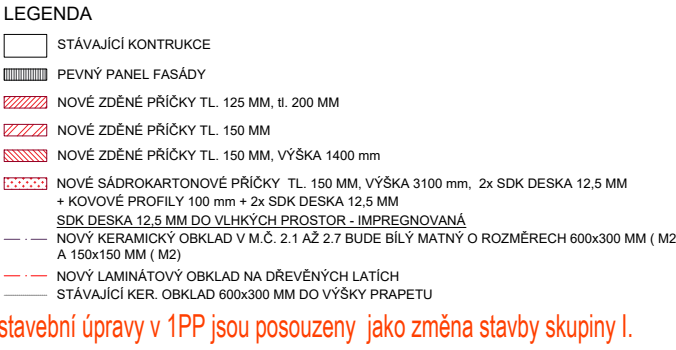 LEGENDA
STÁVAJÍCÍ KONTRUKCE
PEVNÝ PANEL FASÁDY
NOVÉ ZDĚNÉ PŘÍČKY TL. 125 MM, tl. 200 MM
NOVÉ ZDĚNÉ PŘÍČKY TL. 150 MM
NOVÉ ZDĚNÉ PŘÍČKY TL. 150 MM, VÝŠKA 1400 mm
NOVÉ SÁDROKARTONOVÉ PŘÍČKY TL. 150 MM, VÝŠKA 3100 mm, 2x SDK DESKA 12,5 MM
+ KOVOVÉ PROFILY 100 mm + 2x SDK DESKA 12,5 MM
SDK DESKA 12,5 MM DO VLHKÝCH PROSTOR - IMPREGNOVANÁ
NOVÝ KERAMICKÝ OBKLAD V M.Č. 2.1 AŽ 2.7 BUDE BÍLÝ MATNÝ O ROZMĚRECH 600x300 MM ( M2
A 150x150 MM ( M2)
NOVÝ LAMINÁTOVÝ OBKLAD NA DŘEVĚNÝCH LATÍCH
STÁVAJÍCÍ KER. OBKLAD 600x300 MM DO VÝŠKY PRAPETU
stavební úpravy v 1PP jsou posouzeny jako změna stavby skupiny I.